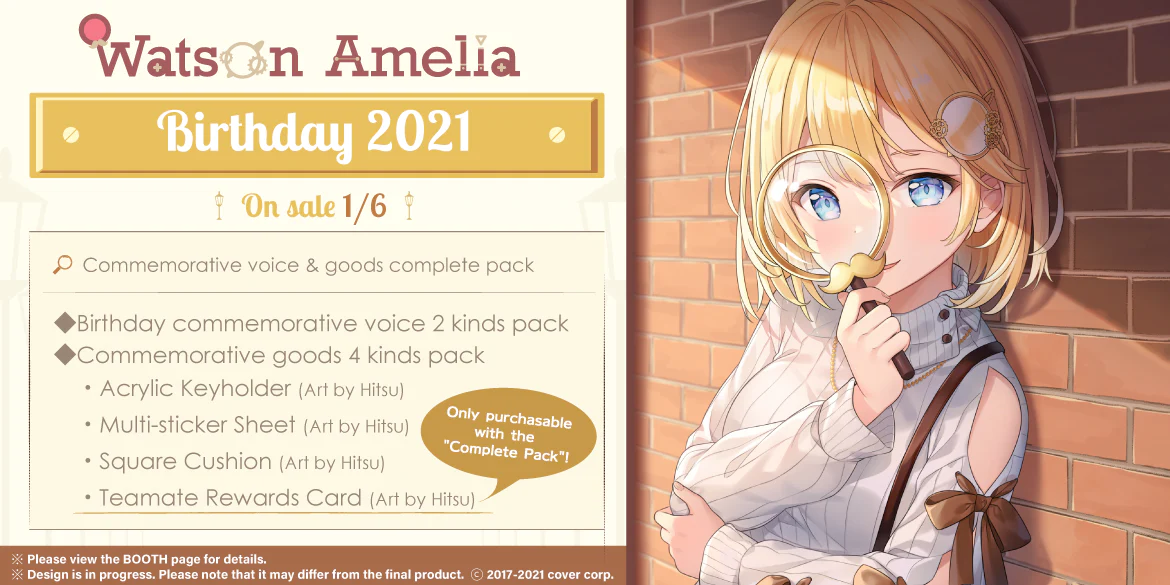 Watson Amelia
Birthday 2021
On sale 1/6
Commemorative voice & goods complete pack
◆Birthday commemorative voice 2 kinds pack
◆Commemorative goods 4 kinds pack
・Acrylic Keyholder (Art by Hitsu)
・Multi-sticker Sheet (Art by Hitsu)
・Square Cushion (Art by Hitsu)
・Teamate Rewards Card (Art by Hitsu)
Only purchasable
with the
"Complete Pack"!
※ Please view the BOOTH page for details.
※ Design is in progress. Please note that it may differ from the final product. © 2017-2021 cover corp.